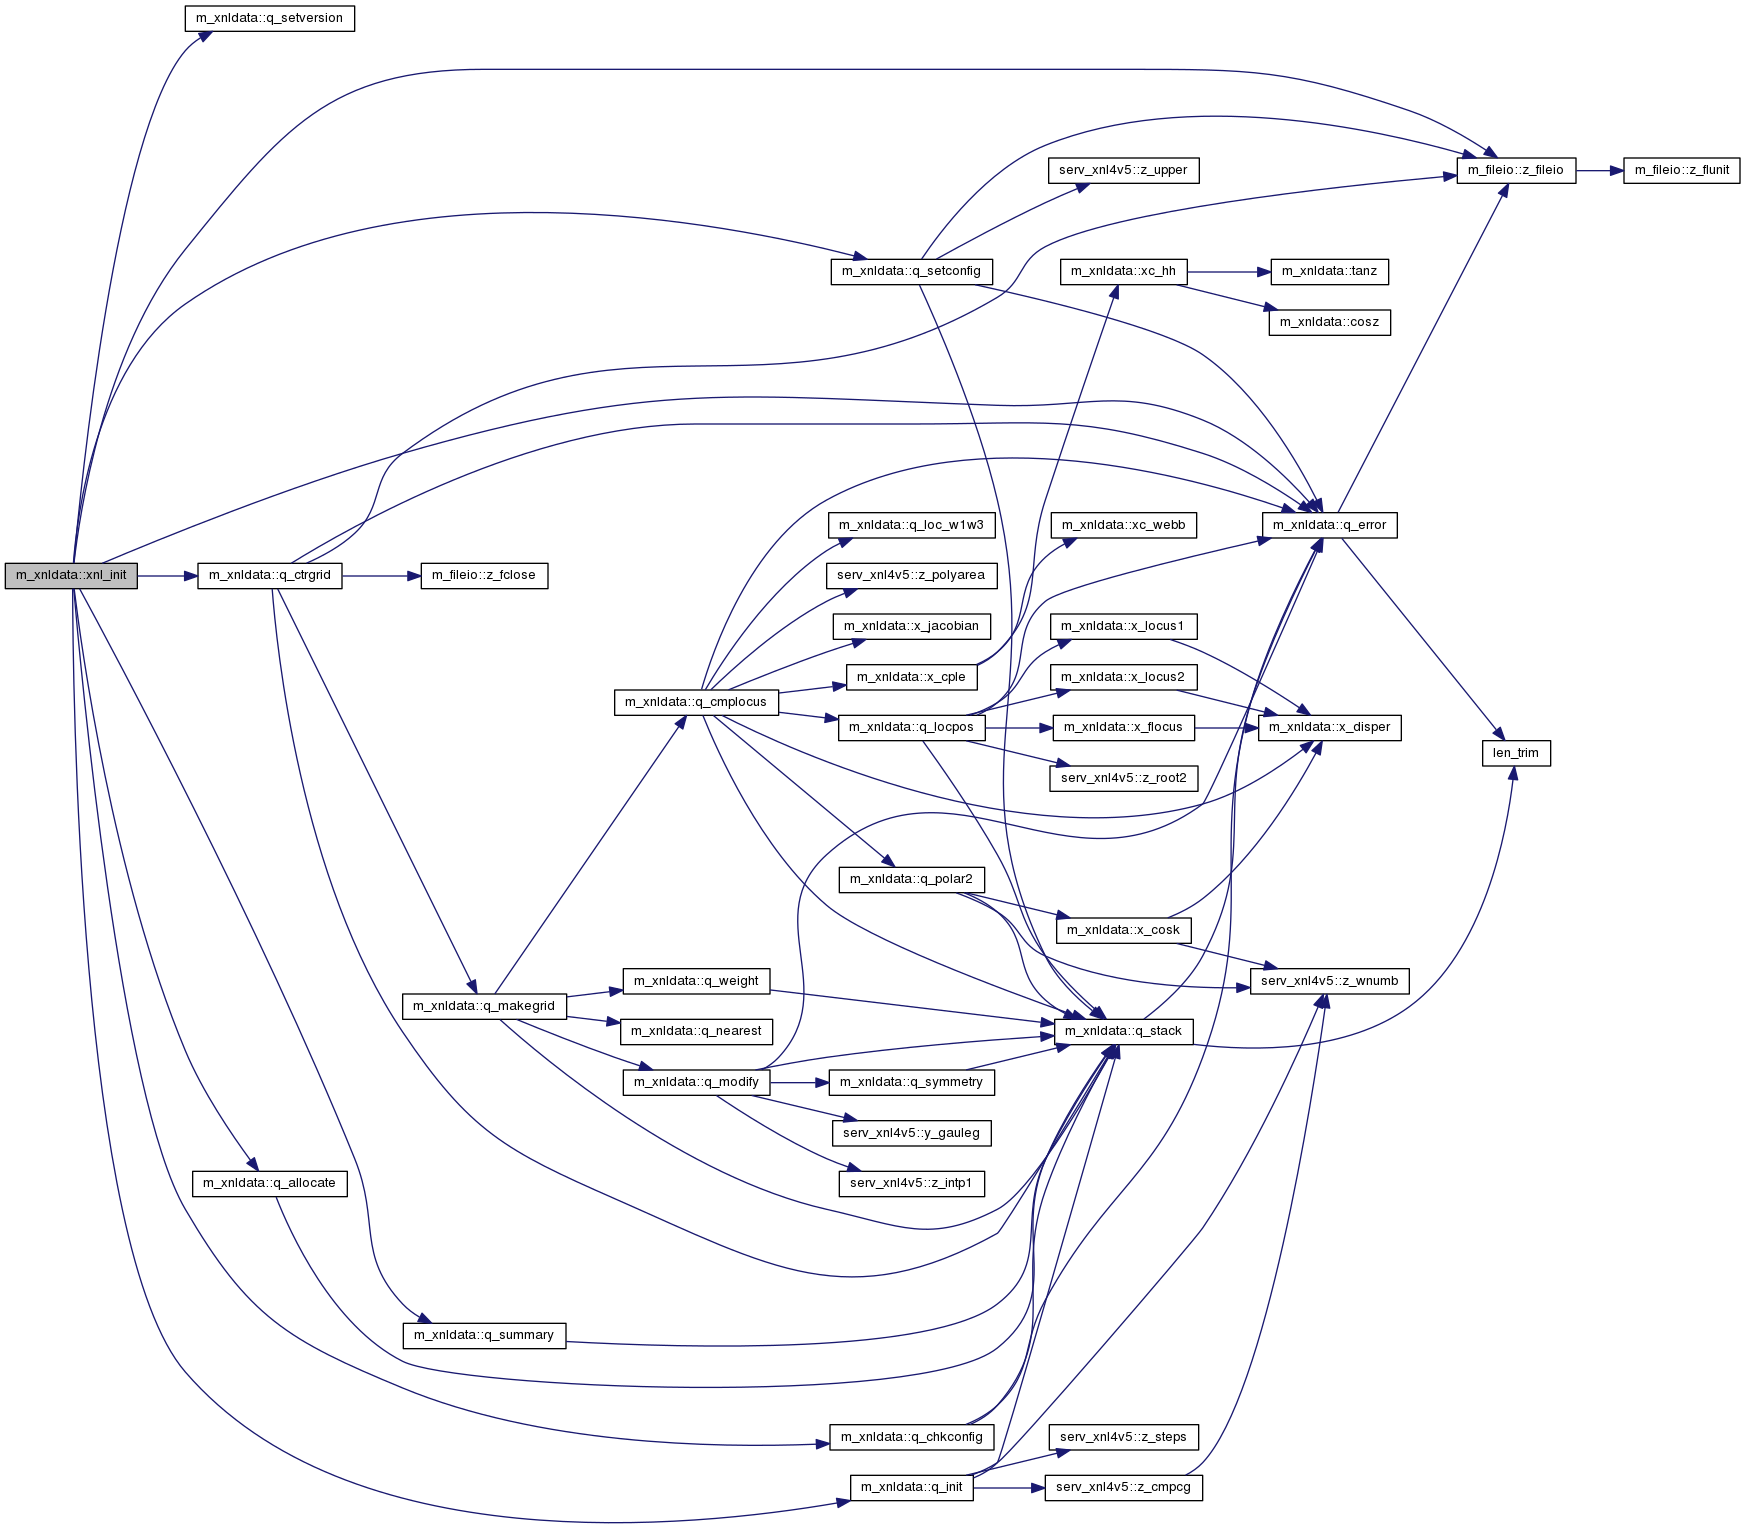 m_xnldata::q_setversion
m_fileio::z_fileio
m_fileio::z_flunit
serv_xnl4v5::z_upper
m_xnldata::q_setconfig
m_xnldata::xc_hh
m_xnldata::tanz
m_xnldata::cosz
m_xnldata::q_loc_w1w3
m_xnldata::xc_webb
m_xnldata::q_error
m_xnldata::xnl_init
m_xnldata::q_ctrgrid
m_fileio::z_fclose
serv_xnl4v5::z_polyarea
m_xnldata::x_jacobian
m_xnldata::x_locus1
m_xnldata::x_cple
m_xnldata::x_locus2
m_xnldata::q_cmplocus
m_xnldata::q_locpos
m_xnldata::x_flocus
m_xnldata::x_disper
len_trim
serv_xnl4v5::z_root2
m_xnldata::q_polar2
m_xnldata::x_cosk
m_xnldata::q_weight
serv_xnl4v5::z_wnumb
m_xnldata::q_makegrid
m_xnldata::q_nearest
m_xnldata::q_stack
m_xnldata::q_modify
m_xnldata::q_symmetry
serv_xnl4v5::y_gauleg
m_xnldata::q_allocate
serv_xnl4v5::z_intp1
m_xnldata::q_summary
m_xnldata::q_chkconfig
serv_xnl4v5::z_steps
m_xnldata::q_init
serv_xnl4v5::z_cmpcg